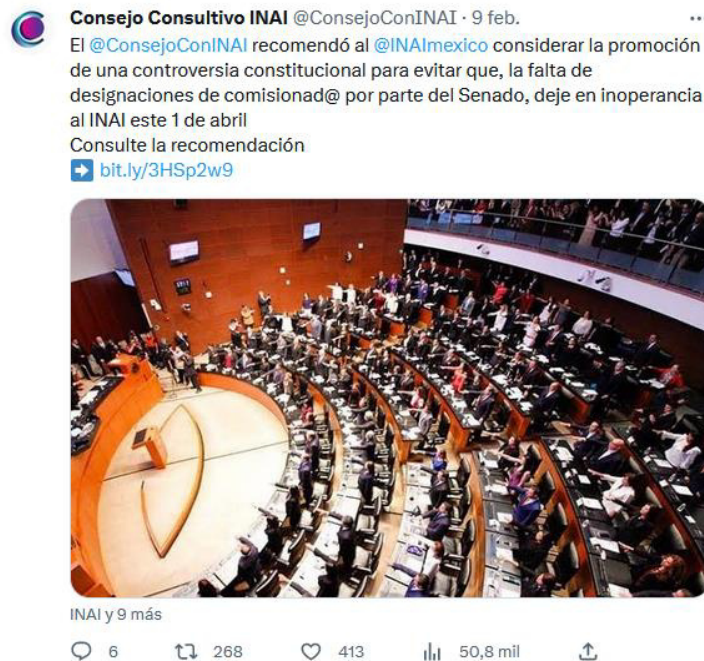 Consejo Consultivo INAI @ConsejoConINAI · 9 feb.
El @ConsejoConINAI recomendó al @INAImexico considerar la promoción
de una controversia constitucional para evitar que, la falta de
designaciones de comisionad@ por parte del Senado, deje en inoperancia
al INAI este 1 de abril
Consulte la recomendación
➡ bit.ly/3HSp2w9
INAI y 9 más
6 268 413 50,8 mil